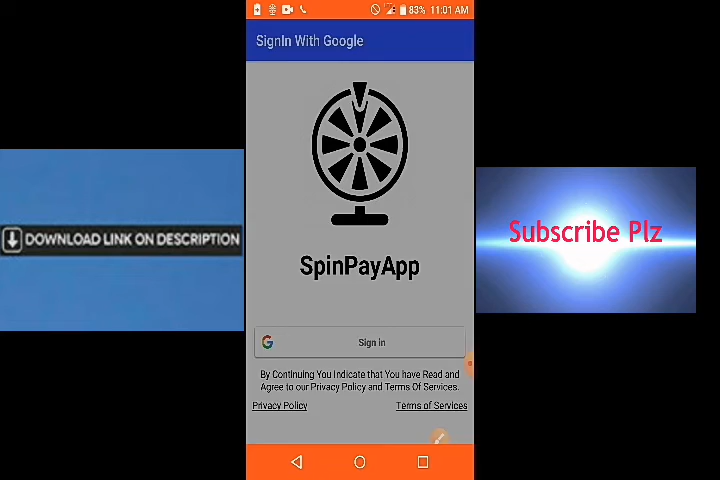 83% 11:01 AM
SignIn With Google
DOWNLOAD LINK ON DESCRIPTION
Subscribe Plz
SpinPayApp
Sign in
By Continuing You Indicate that You have Read and
Agree to our Privacy Policy and Terms Of Services.
Privacy Policy
Terms of Services